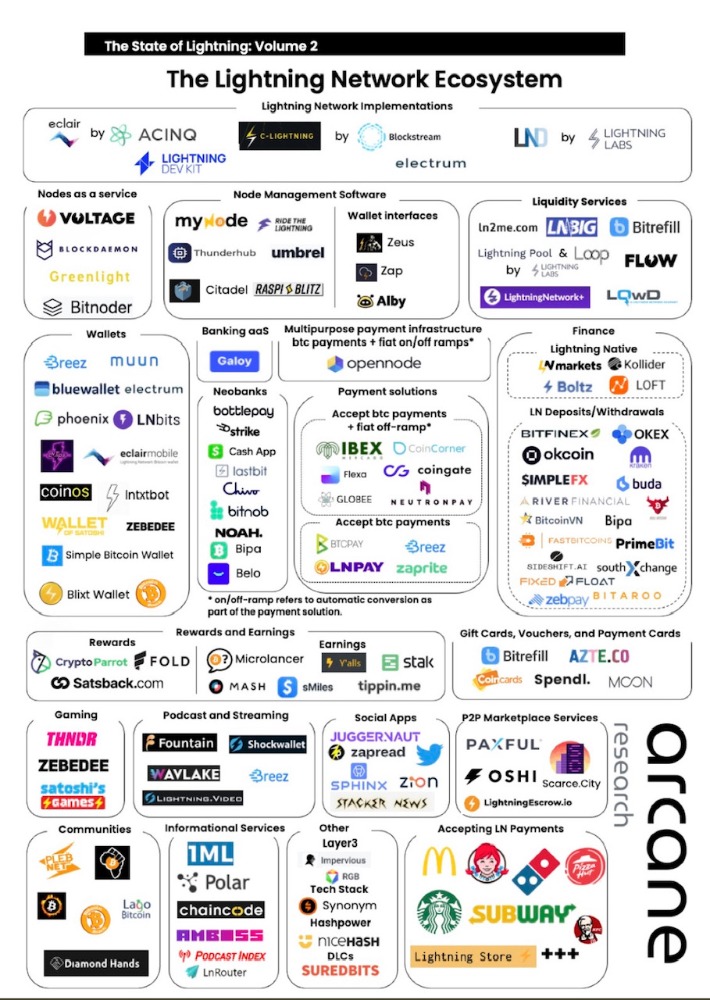 The State of Lightning: Volume 2
The Lightning Network Ecosystem
Lightning Network Implementations
eclair by ACINQ C-LIGHTNING by Blockstream LND by LIGHTNING LABS
LIGHTNING DEV KIT electrum
Nodes as a service
VOLTAGE
BLOCKDAEMON
Greenlight
Bitnoder
Node Management Software
myNode RIDE THE LIGHTNING
Thunderhub umbrel
Citadel RASPIBLITZ
Wallet interfaces
Zeus
Zap
Alby
Liquidity Services
ln2me.com LNBIG Bitrefill
Lightning Pool & Loop FLOW
by LIGHTNING LABS
LightningNetwork+ LQwD
Wallets
Breez muun
bluewallet electrum
phoenix LNbits
eclairmobile
coinos lntxtbot
WALLET OF SATOSHI ZEBEDEE
Simple Bitcoin Wallet
Blixt Wallet
Banking aaS
Galoy
Neobanks
bottlepay
strike
Cash App
lastbit
Chivo
bitnob
NOAH.
Bipa
Belo
Multipurpose payment infrastructure
btc payments + fiat on/off ramps*
opennode
Payment solutions
Accept btc payments
+ fiat off-ramp*
IBEX CoinCorner
Flexa coingate
GLOBEE NEUTRONPAY
Accept btc payments
BTCPAY Breez
LNPAY zaprite
* on/off-ramp refers to automatic conversion as
part of the payment solution.
Finance
Lightning Native
LNmarkets Kollider
Boltz LOFT
LN Deposits/Withdrawals
BITFINEX OKEX
okcoin kraken
SIMPLEFX buda
RIVER FINANCIAL
BitcoinVN Bipa
FASTBITCOINS PrimeBit
SIDESHIFT.AI southXchange
FIXED FLOAT
zebpay BITAROO
Rewards and Earnings
Rewards
CryptoParrot FOLD
Satsback.com
Earnings
Microlancer Y'alls stak
MASH sMiles tippin.me
Gift Cards, Vouchers, and Payment Cards
Bitrefill AZTE.CO
Coincards Spendl. MOON
Gaming
THNDR
ZEBEDEE
satoshi's
GAMES
Podcast and Streaming
Fountain Shockwallet
WAVLAKE Breez
LIGHTNING.VIDEO
Social Apps
JUGGERNAUT
zapread
SPHINX zion
STACKER NEWS
P2P Marketplace Services
PAXFUL
OSHI Scarce.City
LightningEscrow.io
arcane
research
Communities
PLEB NET
Lago Bitcoin
Diamond Hands
Informational Services
1ML
Polar
chaincode
AMBOSS
PODCAST INDEX
LnRouter
Other
Layer3
Impervious
RGB
Tech Stack
Synonym
Hashpower
NICEHASH
DLCs
SUREDBITS
Accepting LN Payments
Pizza Hut
SUBWAY
KFC
Lightning Store +++